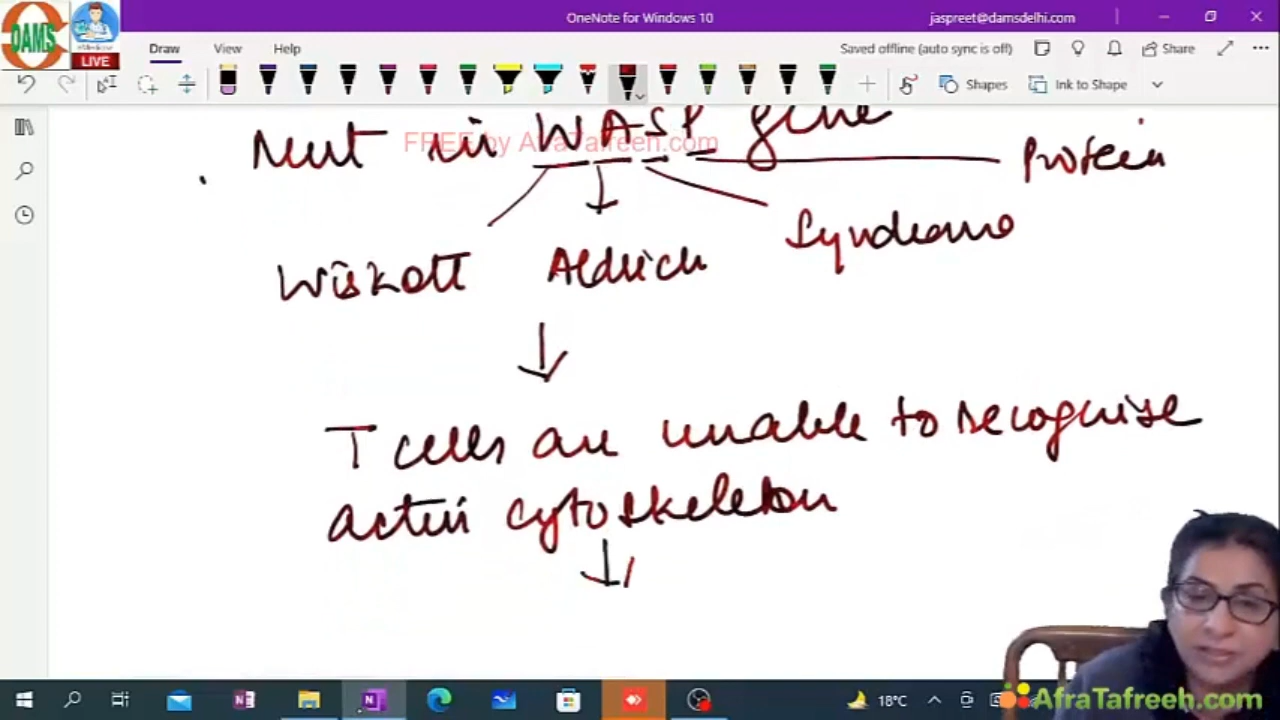 OneNote for Windows 10
jaspreet@damsdelhi.com
DAMS
eMedicoz
LIVE
Draw View Help
Saved offline (auto sync is off)
Share
Shapes
Ink to Shape
Mut in WASP gene
FREE by AfraTafreeh.com
Protein
Syndrome
Wiskott Aldrich
T cells are unable to recognise
actin cytoskeleton
18°C
AfraTafreeh.com